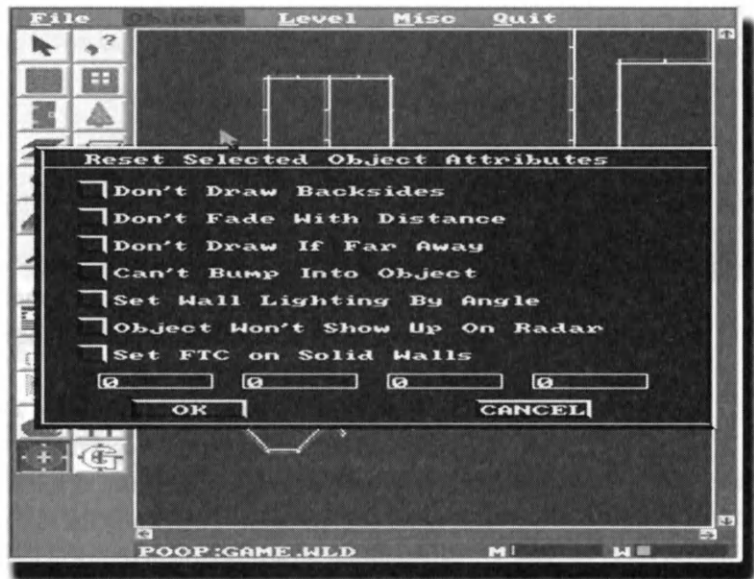 File Objects Level Misc Quit
?
Reset Selected Object Attributes
Don't Draw Backsides
Don't Fade With Distance
Don't Draw If Far Away
Can't Bump Into Object
Set Wall Lighting By Angle
Object Won't Show Up On Radar
Set FTC on Solid Walls
0 0 0 0
OK CANCEL
G
POOP:GAME.WLD M W